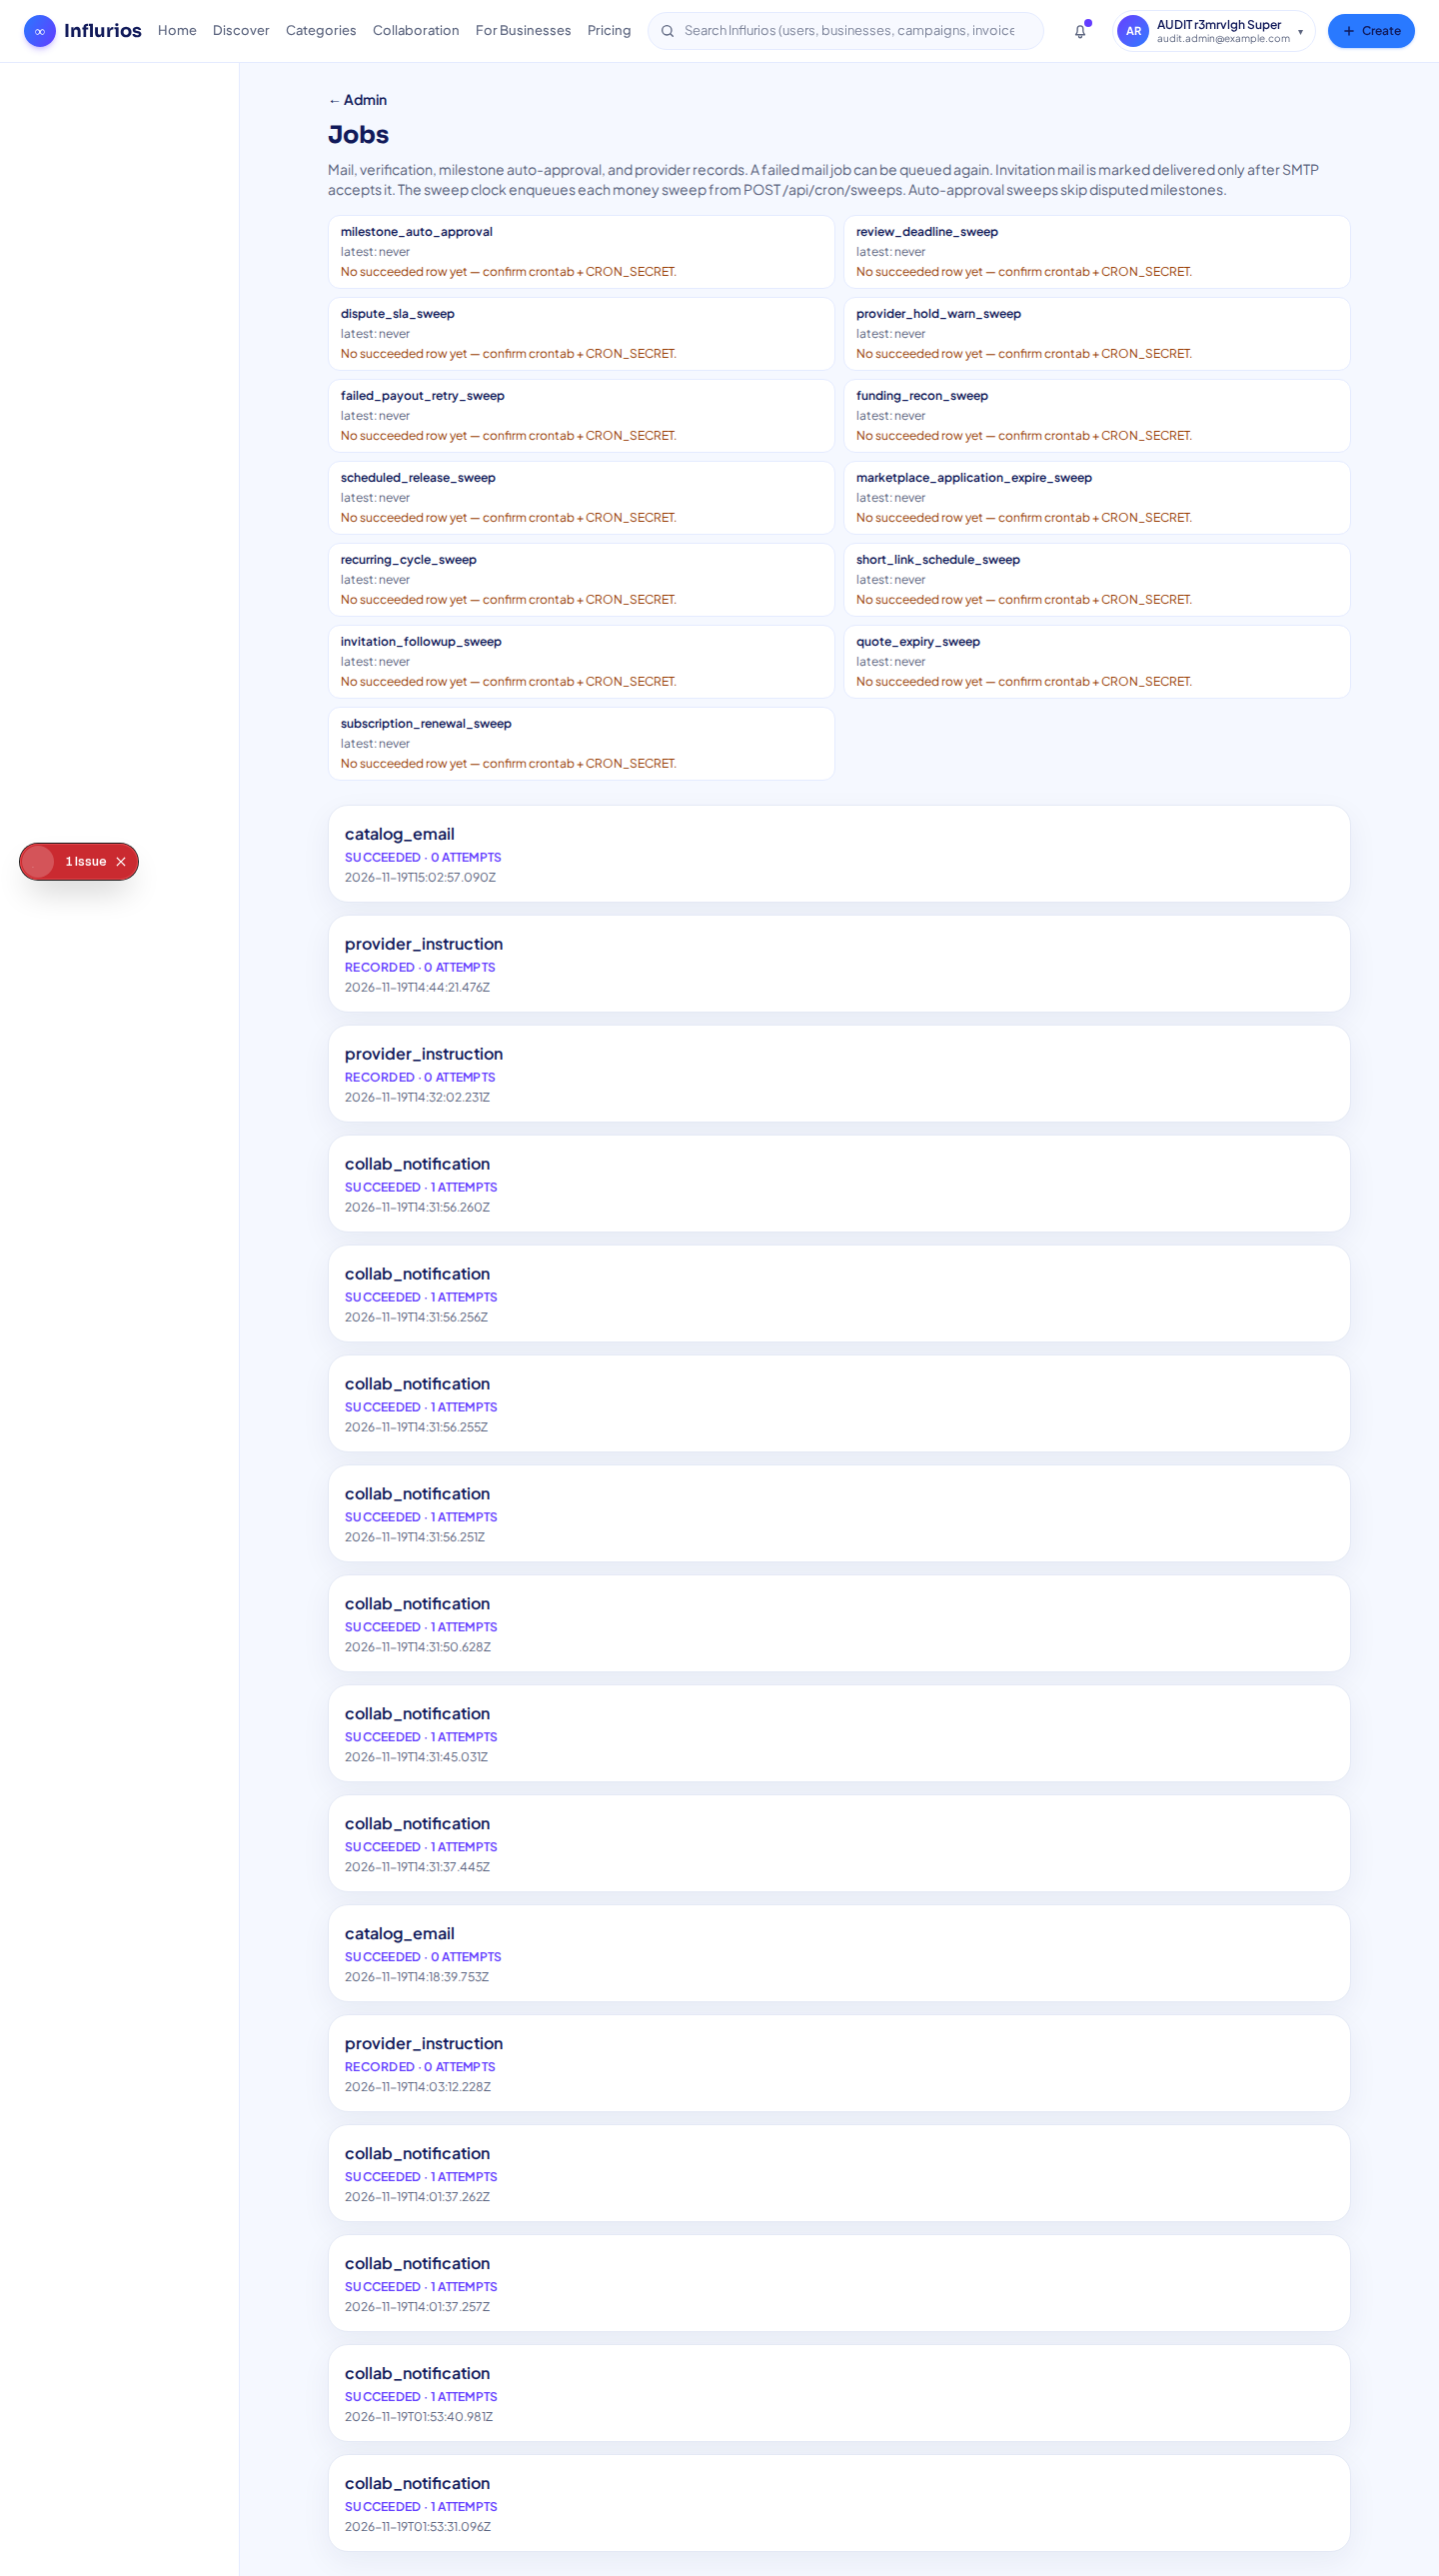 ∞ Influrios Home Discover Categories Collaboration For Businesses Pricing Search Influrios (users, businesses, campaigns, invoice AR AUDIT r3mrvlgh Super ▾ + Create
audit.admin@example.com
← Admin
Jobs
Mail, verification, milestone auto-approval, and provider records. A failed mail job can be queued again. Invitation mail is marked delivered only after SMTP
accepts it. The sweep clock enqueues each money sweep from POST /api/cron/sweeps. Auto-approval sweeps skip disputed milestones.
milestone_auto_approval
latest: never
No succeeded row yet — confirm crontab + CRON_SECRET.
review_deadline_sweep
latest: never
No succeeded row yet — confirm crontab + CRON_SECRET.
dispute_sla_sweep
latest: never
No succeeded row yet — confirm crontab + CRON_SECRET.
provider_hold_warn_sweep
latest: never
No succeeded row yet — confirm crontab + CRON_SECRET.
failed_payout_retry_sweep
latest: never
No succeeded row yet — confirm crontab + CRON_SECRET.
funding_recon_sweep
latest: never
No succeeded row yet — confirm crontab + CRON_SECRET.
scheduled_release_sweep
latest: never
No succeeded row yet — confirm crontab + CRON_SECRET.
marketplace_application_expire_sweep
latest: never
No succeeded row yet — confirm crontab + CRON_SECRET.
recurring_cycle_sweep
latest: never
No succeeded row yet — confirm crontab + CRON_SECRET.
short_link_schedule_sweep
latest: never
No succeeded row yet — confirm crontab + CRON_SECRET.
invitation_followup_sweep
latest: never
No succeeded row yet — confirm crontab + CRON_SECRET.
quote_expiry_sweep
latest: never
No succeeded row yet — confirm crontab + CRON_SECRET.
subscription_renewal_sweep
latest: never
No succeeded row yet — confirm crontab + CRON_SECRET.
1 Issue
catalog_email
SUCCEEDED · 0 ATTEMPTS
2026-11-19T15:02:57.090Z
provider_instruction
RECORDED · 0 ATTEMPTS
2026-11-19T14:44:21.476Z
provider_instruction
RECORDED · 0 ATTEMPTS
2026-11-19T14:32:02.231Z
collab_notification
SUCCEEDED · 1 ATTEMPTS
2026-11-19T14:31:56.260Z
collab_notification
SUCCEEDED · 1 ATTEMPTS
2026-11-19T14:31:56.256Z
collab_notification
SUCCEEDED · 1 ATTEMPTS
2026-11-19T14:31:56.255Z
collab_notification
SUCCEEDED · 1 ATTEMPTS
2026-11-19T14:31:56.251Z
collab_notification
SUCCEEDED · 1 ATTEMPTS
2026-11-19T14:31:50.628Z
collab_notification
SUCCEEDED · 1 ATTEMPTS
2026-11-19T14:31:45.031Z
collab_notification
SUCCEEDED · 1 ATTEMPTS
2026-11-19T14:31:37.445Z
catalog_email
SUCCEEDED · 0 ATTEMPTS
2026-11-19T14:18:39.753Z
provider_instruction
RECORDED · 0 ATTEMPTS
2026-11-19T14:03:12.228Z
collab_notification
SUCCEEDED · 1 ATTEMPTS
2026-11-19T14:01:37.262Z
collab_notification
SUCCEEDED · 1 ATTEMPTS
2026-11-19T14:01:37.257Z
collab_notification
SUCCEEDED · 1 ATTEMPTS
2026-11-19T01:53:40.981Z
collab_notification
SUCCEEDED · 1 ATTEMPTS
2026-11-19T01:53:31.096Z